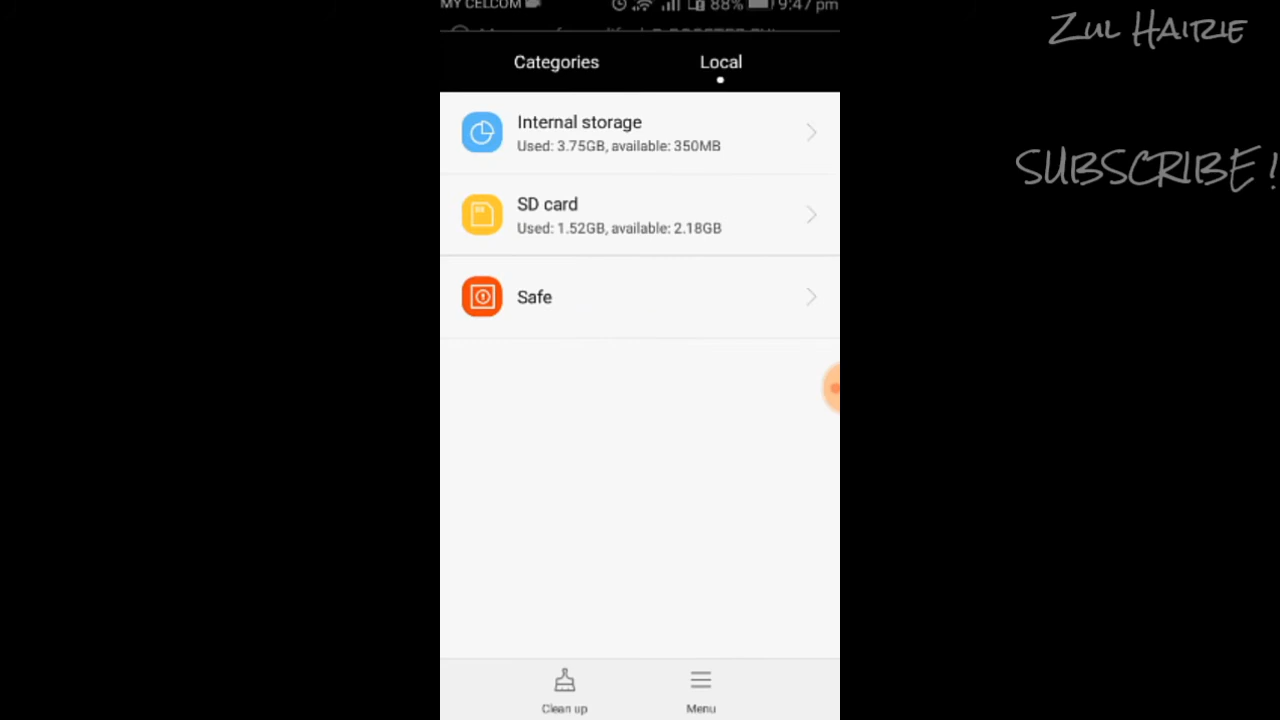 MY CELCOM
88%
9:47 pm
Categories
Local
Internal storage
Used: 3.75GB, available: 350MB
SD card
Used: 1.52GB, available: 2.18GB
Safe
Clean up
Menu
Zul Hairie
SUBSCRIBE !